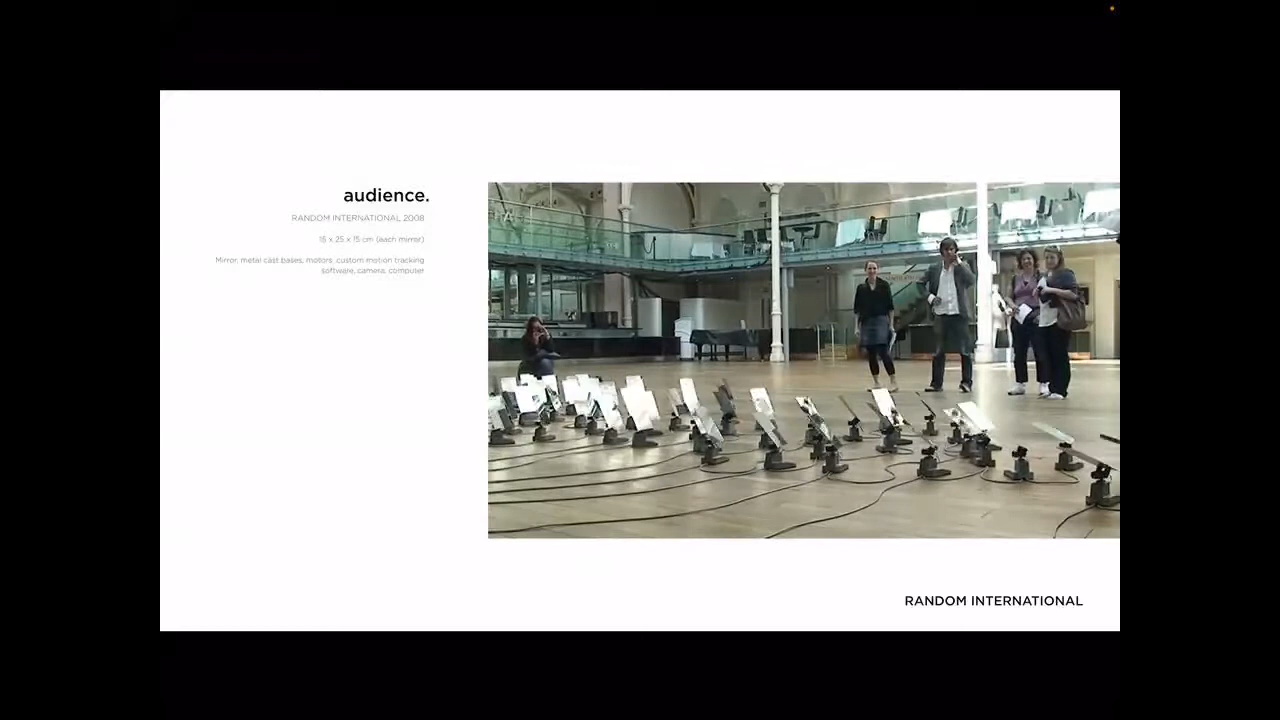 audience.
RANDOM INTERNATIONAL 2008
15 x 25 x 15 cm (each mirror)
Mirror, metal cast bases, motors, custom motion tracking
software, camera, computer
RANDOM INTERNATIONAL